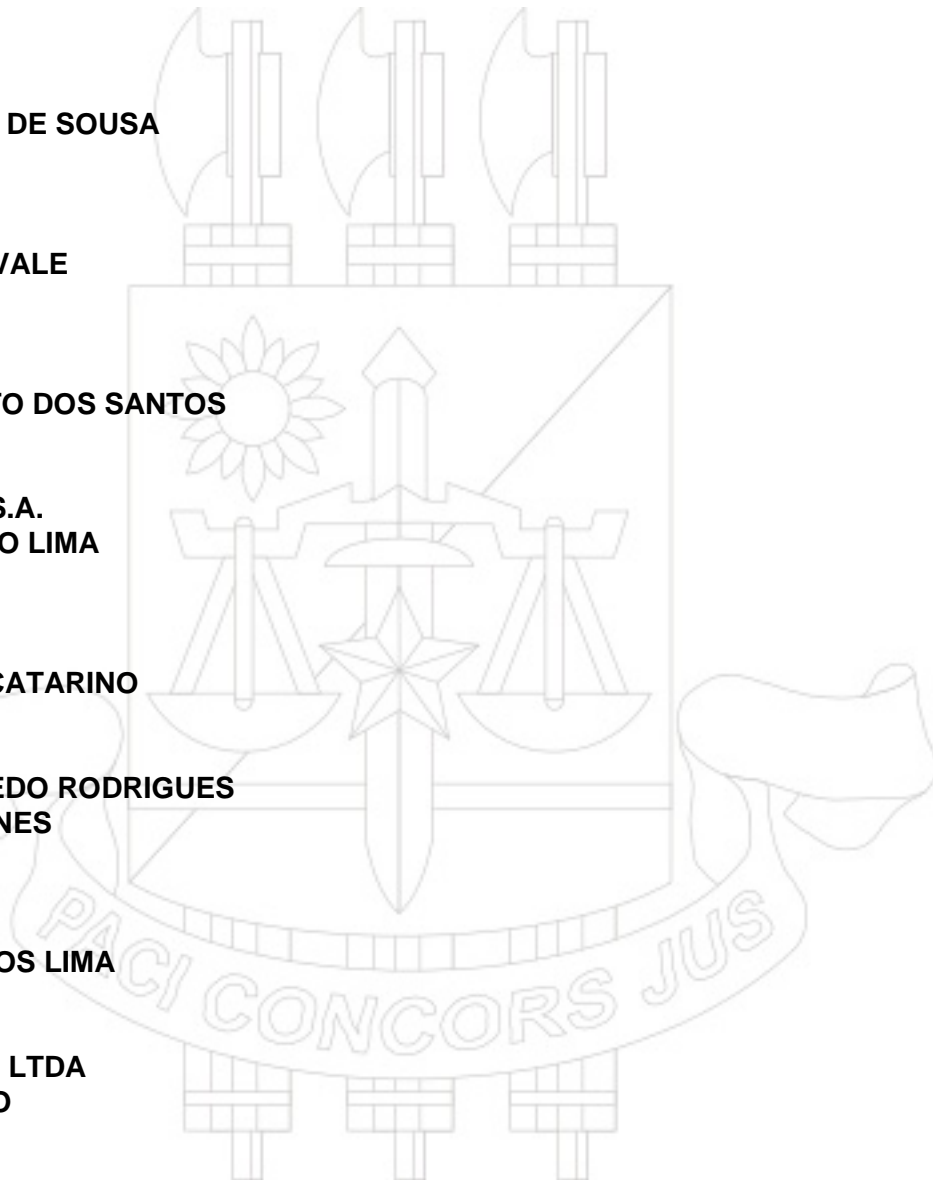 DE SOUSA
VALE
TO DOS SANTOS
S.A.
O LIMA
CATARINO
EDO RODRIGUES
NES
OS LIMA
PACI CONCORS JUS
LTDA
O